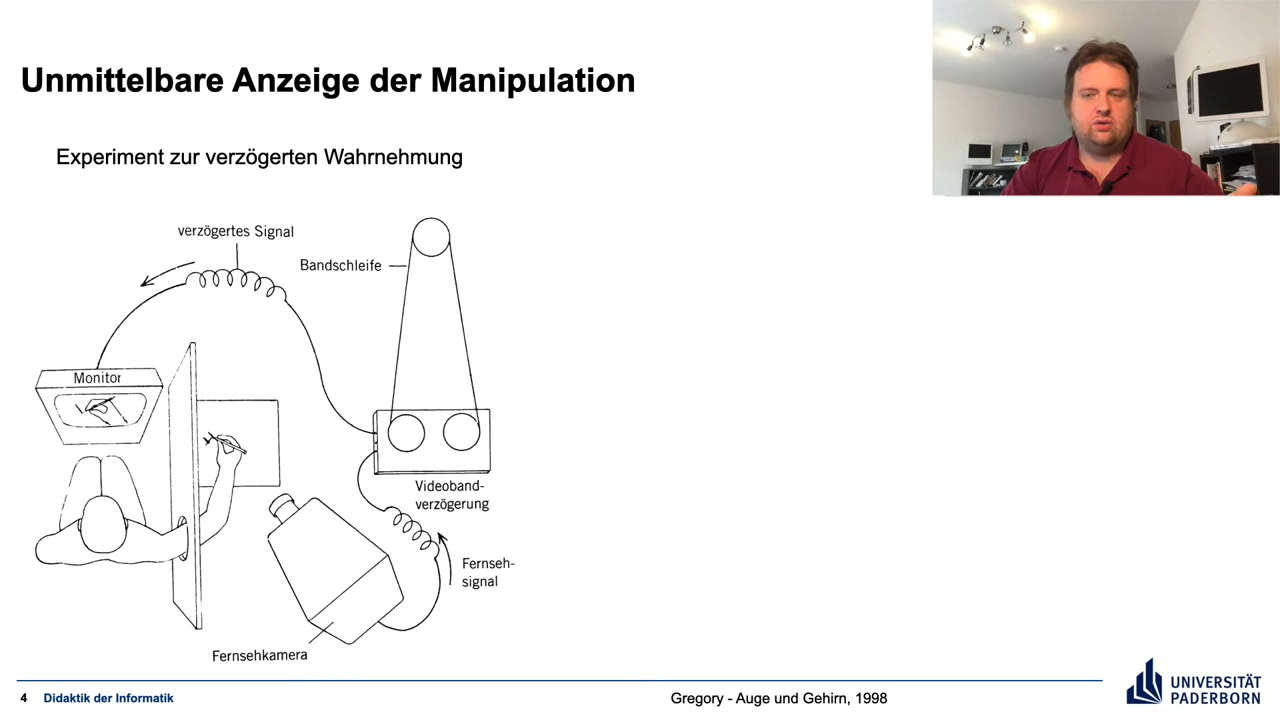 Unmittelbare Anzeige der Manipulation
Experiment zur verzögerten Wahrnehmung
verzögertes Signal
Bandschleife
Monitor
Videoband-
verzögerung
Fernseh-
signal
Fernsehkamera
4 Didaktik der Informatik
Gregory - Auge und Gehirn, 1998
UNIVERSITÄT
PADERBORN